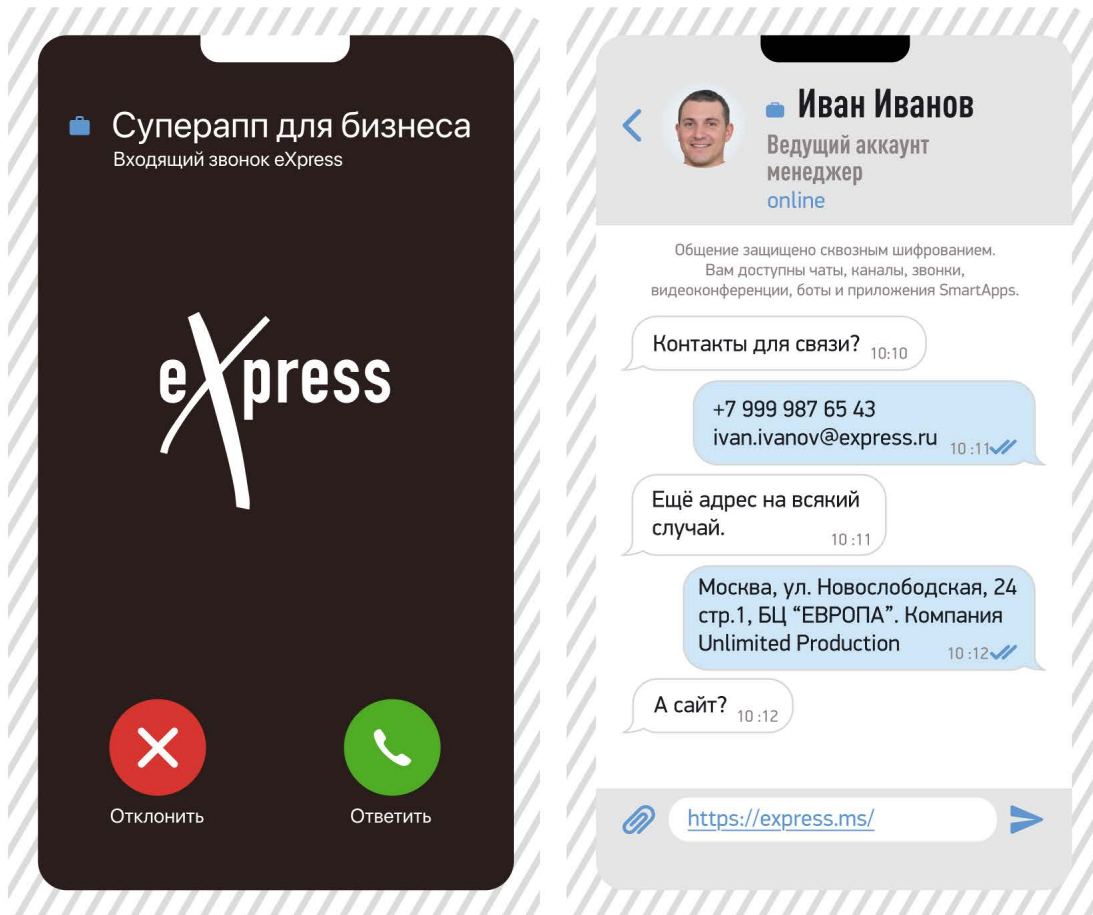 Суперапп для бизнеса
Входящий звонок eXpress
eXpress
Отклонить
Ответить
Иван Иванов
Ведущий аккаунт
менеджер
online
Общение защищено сквозным шифрованием.
Вам доступны чаты, каналы, звонки,
видеоконференции, боты и приложения SmartApps.
Контакты для связи? 10:10
+7 999 987 65 43
ivan.ivanov@express.ru 10 :11
Ещё адрес на всякий
случай. 10 :11
Москва, ул. Новослободская, 24
стр.1, БЦ “ЕВРОПА”. Компания
Unlimited Production 10 :12
А сайт? 10 :12
https://express.ms/